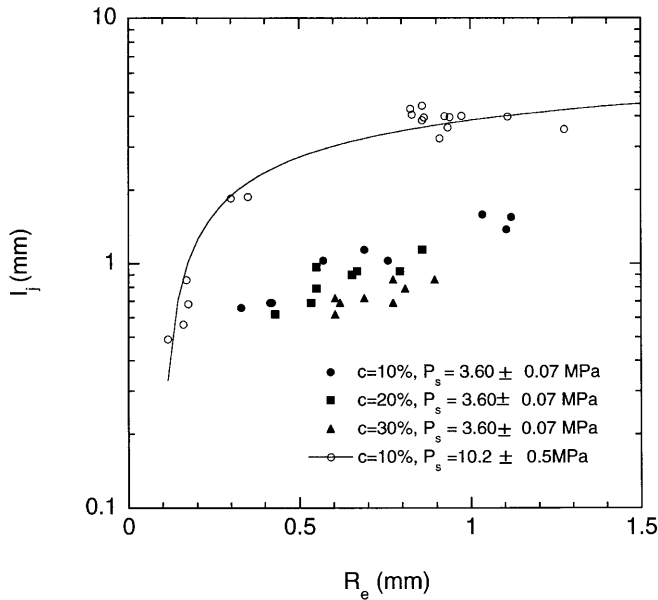 10
1
0.1
l_j (mm)
c=10%, P_s = 3.60 ± 0.07 MPa
c=20%, P_s = 3.60± 0.07 MPa
c=30%, P_s = 3.60± 0.07 MPa
c=10%, P_s =10.2 ± 0.5MPa
0 0.5 1 1.5
R_e (mm)